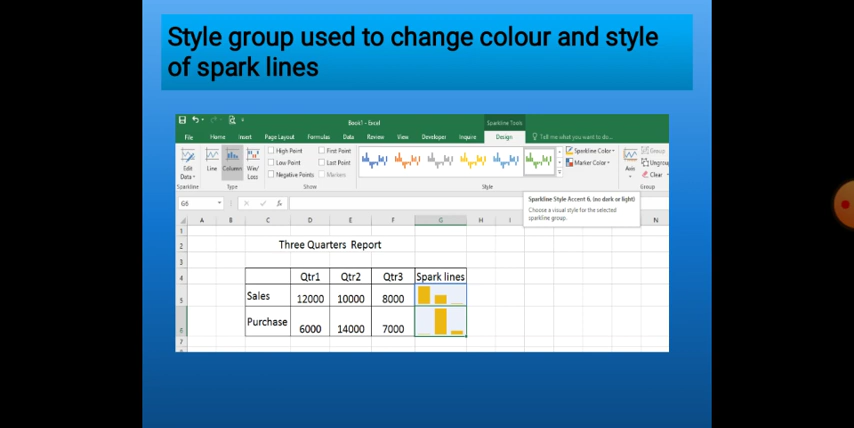 Style group used to change colour and style
of spark lines
Book1 - Excel
Sparkline Tools
File Home Insert Page Layout Formulas Data Review View Developer Inquire Design Tell me what you want to do...
Edit Data Line Column Win/Loss
High Point First Point
Low Point Last Point
Negative Points Markers
Sparkline Color
Marker Color
Axis
Group
Ungroup
Clear
Sparkline Type Show Style Group
Sparkline Style Accent 6, (no dark or light)
Choose a visual style for the selected
sparkline group.
G6 fx
A B C D E F G H I N
1
2 Three Quarters Report
3
4 Qtr1 Qtr2 Qtr3 Spark lines
5 Sales 12000 10000 8000
6 Purchase 6000 14000 7000
7